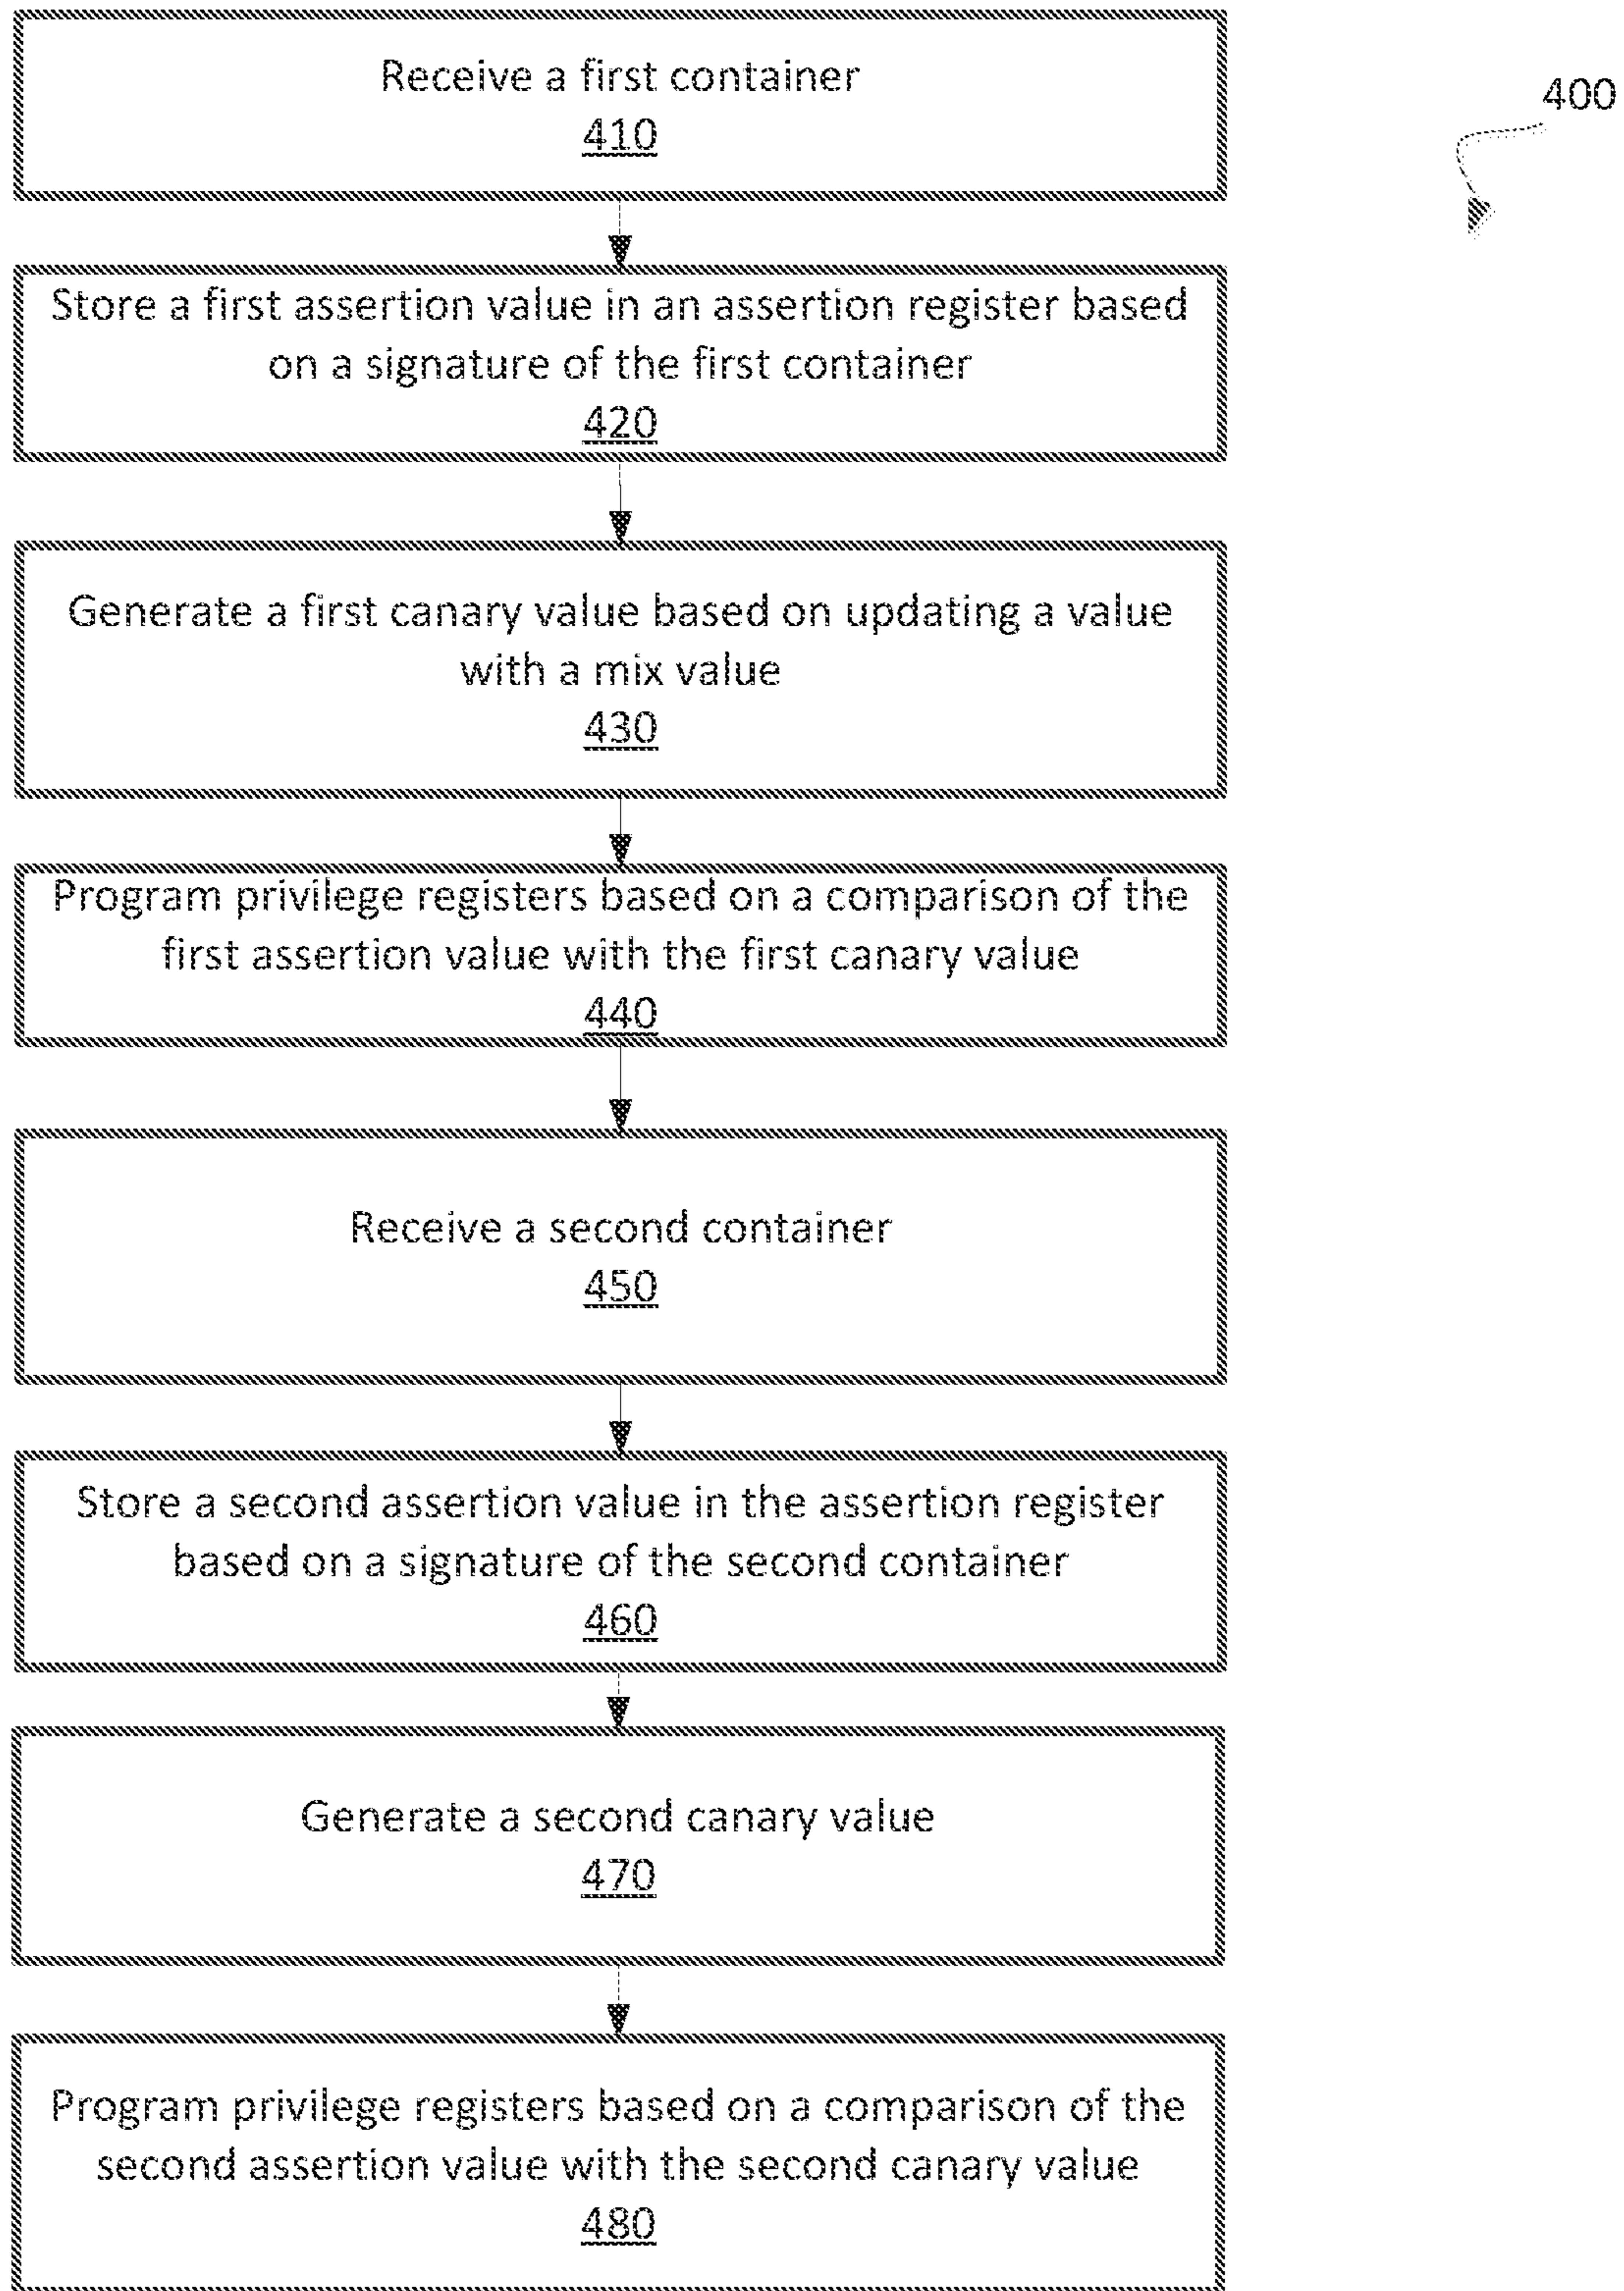 Receive a first container
410
400
Store a first assertion value in an assertion register based
on a signature of the first container
420
Generate a first canary value based on updating a value
with a mix value
430
Program privilege registers based on a comparison of the
first assertion value with the first canary value
440
Receive a second container
450
Store a second assertion value in the assertion register
based on a signature of the second container
460
Generate a second canary value
470
Program privilege registers based on a comparison of the
second assertion value with the second canary value
480